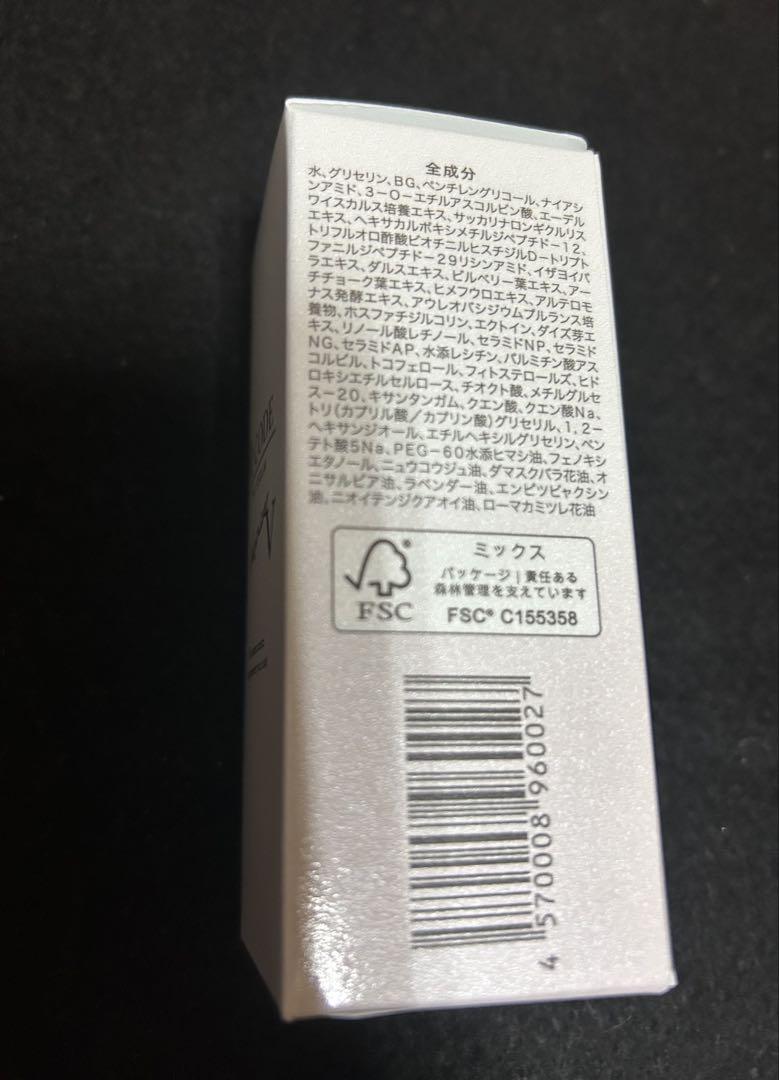 全成分
水、グリセリン、BG、ペンチレングリコール、ナイアシ
ンアミド、3-O-エチルアスコルビン酸、エーデル
ワイスカルス培養エキス、サッカリナロンギクルリス
エキス、ヘキサカルボキシメチルジペプチド-12、
トリフルオロ酢酸ビオチニルヒスチジルD-トリプト
ファニルジペプチド-29リシンアミド、イザヨイバ
ラエキス、ダルスエキス、ビルベリー葉エキス、アー
チチョーク葉エキス、ヒメフウロエキス、アルテロモ
ナス発酵エキス、アウレオバシジウムプルランス培
養物、ホスファチジルコリン、エクトイン、ダイズ芽エ
キス、リノール酸レチノール、セラミドNP、セラミド
NG、セラミドAP、水添レシチン、パルミチン酸アス
コルビル、トコフェロール、フィトステロールズ、ヒド
ロキシエチルセルロース、チオクト酸、メチルグルセ
ス-20、キサンタンガム、クエン酸、クエン酸Na、
トリ(カプリル酸/カプリン酸)グリセリル、1,2-
ヘキサンジオール、エチルヘキシルグリセリン、ペン
テト酸5Na、PEG-60水添ヒマシ油、フェノキシ
エタノール、ニュウコウジュ油、ダマスクバラ花油、オ
ニサルビア油、ラベンダー油、エンピツビャクシン
油、ニオイテンジクアオイ油、ローマカミツレ花油
FSC
ミックス
パッケージ|責任ある
森林管理を支えています
FSC® C155358
4 570008 960027
CODE